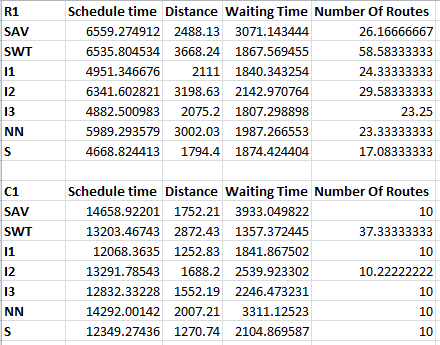 R1 Schedule time Distance Waiting Time Number Of Routes
SAV 6559.274912 2488.13 3071.143444 26.16666667
SWT 6535.804534 3668.24 1867.569455 58.58333333
I1 4951.346676 2111 1840.343254 24.33333333
I2 6341.602821 3198.63 2142.970764 29.58333333
I3 4882.500983 2075.2 1807.298898 23.25
NN 5989.293579 3002.03 1987.266553 23.33333333
S 4668.824413 1794.4 1874.424404 17.08333333
C1 Schedule time Distance Waiting Time Number Of Routes
SAV 14658.92201 1752.21 3933.049822 10
SWT 13203.46743 2872.43 1357.372445 37.33333333
I1 12068.3635 1252.83 1841.867502 10
I2 13291.78543 1688.2 2539.923302 10.22222222
I3 12832.33228 1552.19 2246.473231 10
NN 14292.00142 2007.21 3311.12523 10
S 12349.27436 1270.74 2104.869587 10